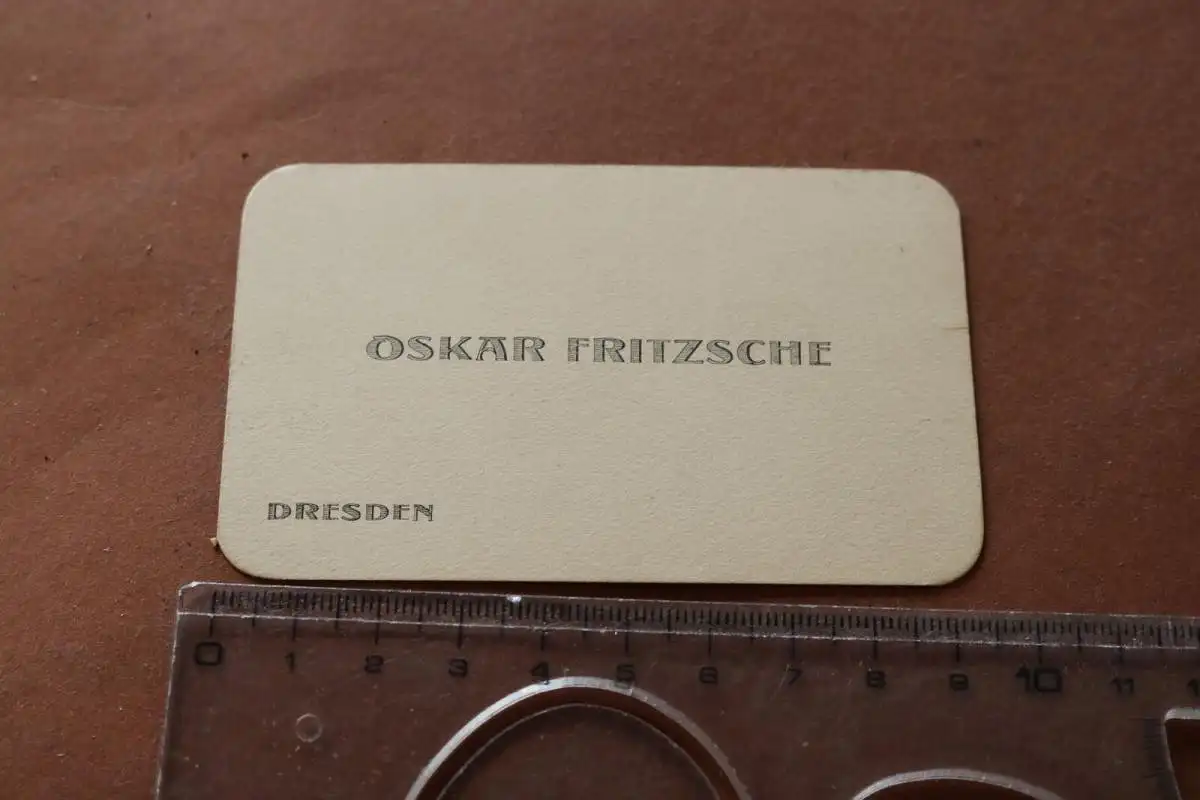 OSKAR FRITZSCHE
DRESDEN
0 1 2 3 4 5 6 7 8 9 10 11